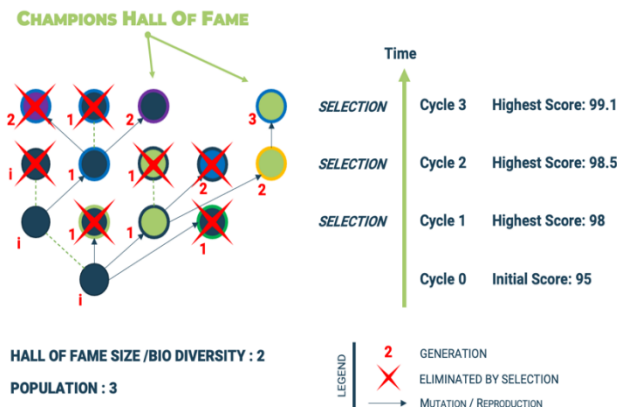 CHAMPIONS HALL OF FAME
Time
2 1 2 3 SELECTION Cycle 3 Highest Score: 99.1
i 1 1 2 2 SELECTION Cycle 2 Highest Score: 98.5
i 1 1 1 SELECTION Cycle 1 Highest Score: 98
i Cycle 0 Initial Score: 95
HALL OF FAME SIZE /BIO DIVERSITY : 2
POPULATION : 3
LEGEND
2 GENERATION
ELIMINATED BY SELECTION
MUTATION / REPRODUCTION